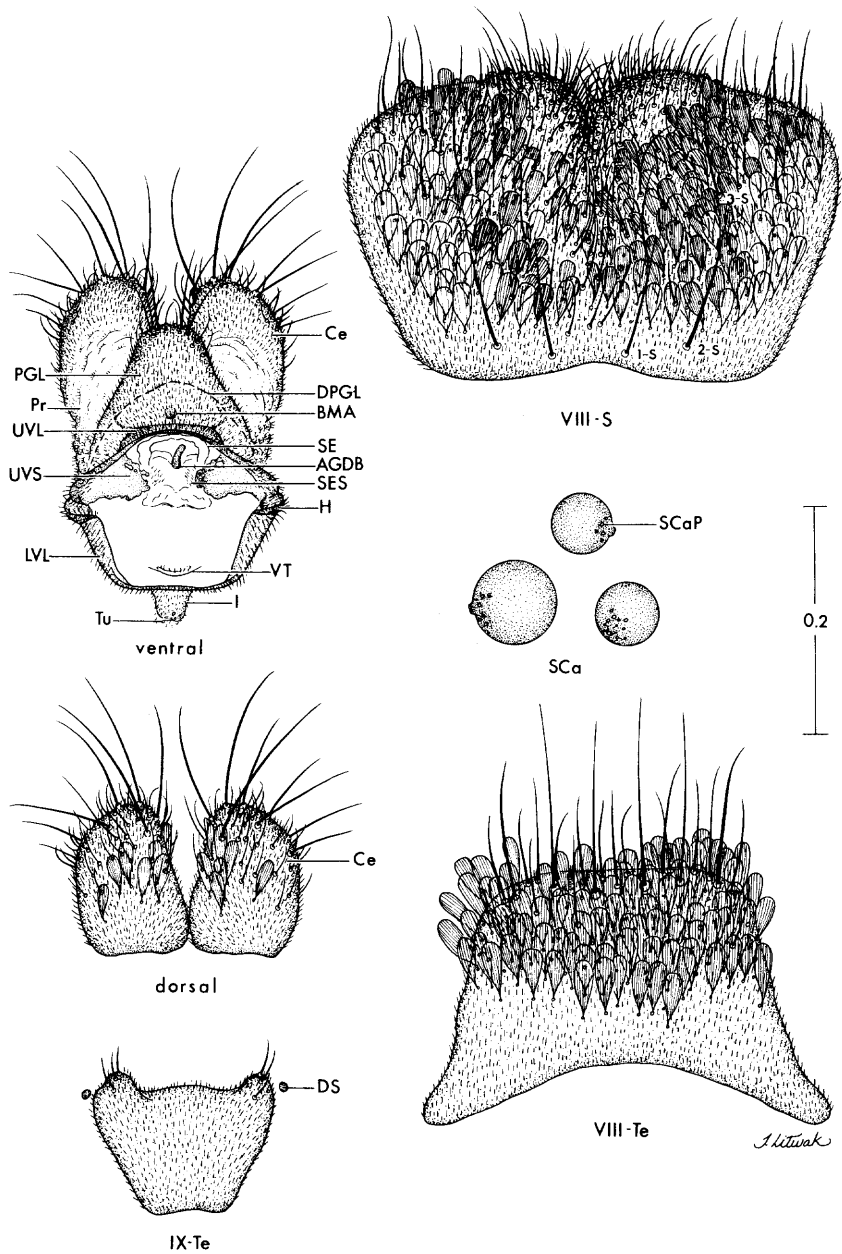 3-S
1-S
2-S
VIII-S
Ce
PGL
DPGL
Pr
BMA
UVL
SE
AGDB
UVS
SES
H
LVL
VT
I
Tu
ventral
SCaP
SCa
0.2
Ce
dorsal
DS
IX-Te
VIII-Te
T. Litwak